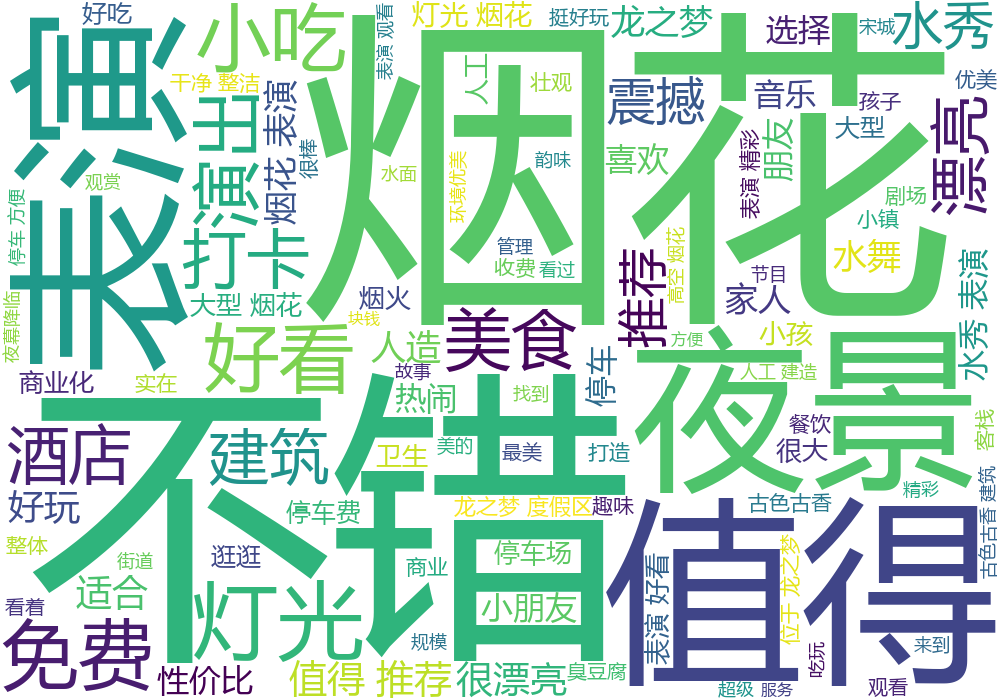 好吃
表演
小吃
烟花
表演 观看
灯光 烟花
挺好玩
龙之梦
选择
宋城
水秀
干净 整洁
演出
烟花 表演
很棒
人工
壮观
震撼
音乐
孩子
优美
大型
观赏
水面
环境优美
韵味
喜欢
朋友
表演 精彩
剧场
漂亮
小镇
停车 方便
打卡
管理
收费
看过
推荐
高空 烟花
水舞
节目
家人
水秀 表演
夜幕降临
大型 烟花
烟火
块钱
好看
人造
美食
方便
小孩
商业化
实在
故事
热闹
找到
停车
夜景
人工 建造
不错
酒店
建筑
卫生
美的
最美
打造
餐饮
很大
客栈
好玩
停车费
龙之梦 度假区
趣味
值得
古色古香
精彩
古色古香 建筑
整体
街道
逛逛
商业
停车场
表演 好看
位于 龙之梦
适合
灯光
小朋友
看着
免费
规模
来到
吃玩
性价比
值得 推荐
很漂亮
臭豆腐
超级
服务
观看